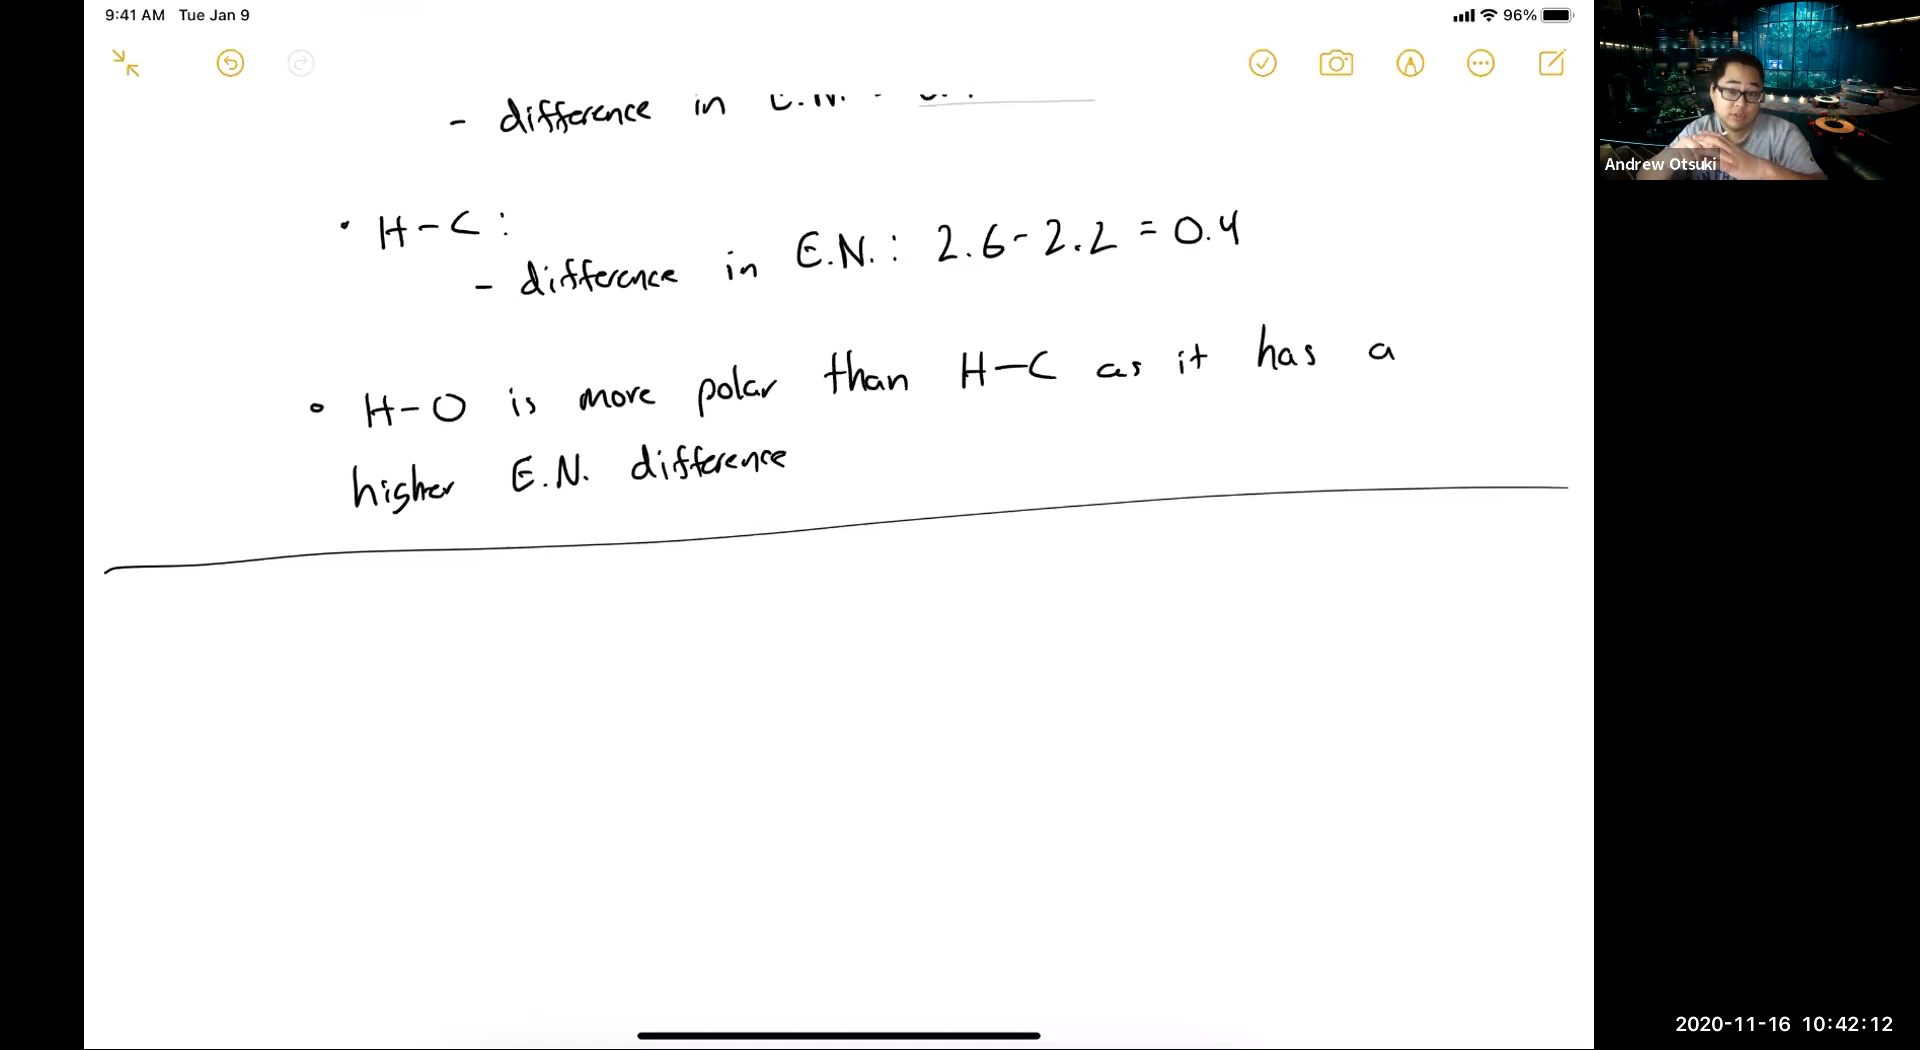 9:41 AM Tue Jan 9 96%
- difference in
• H-C:
- difference in E.N.: 2.6-2.2 = 0.4
• H-O is more polar than H-C as it has a
higher E.N. difference
Andrew Otsuki
2020-11-16 10:42:12